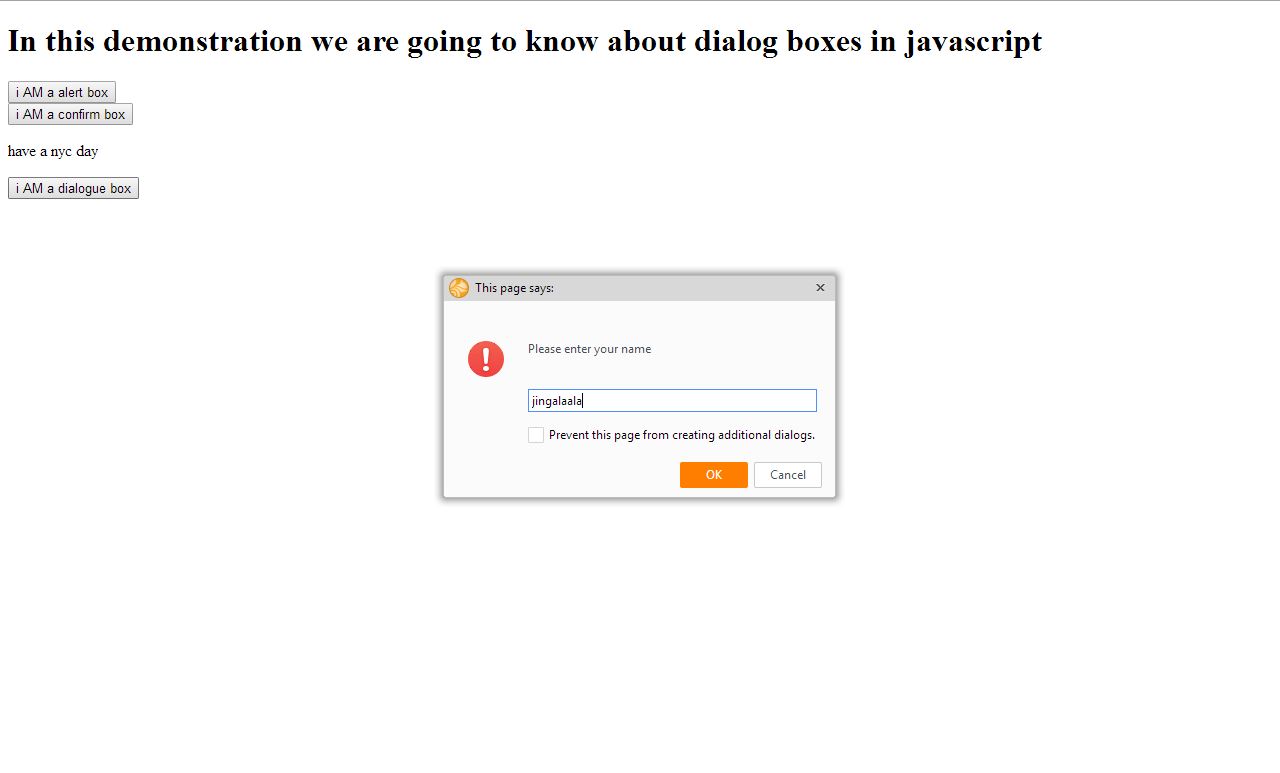 In this demonstration we are going to know about dialog boxes in javascript
i AM a alert box
i AM a confirm box
have a nyc day
i AM a dialogue box
This page says:
Please enter your name
jingalaala
Prevent this page from creating additional dialogs.
OK Cancel